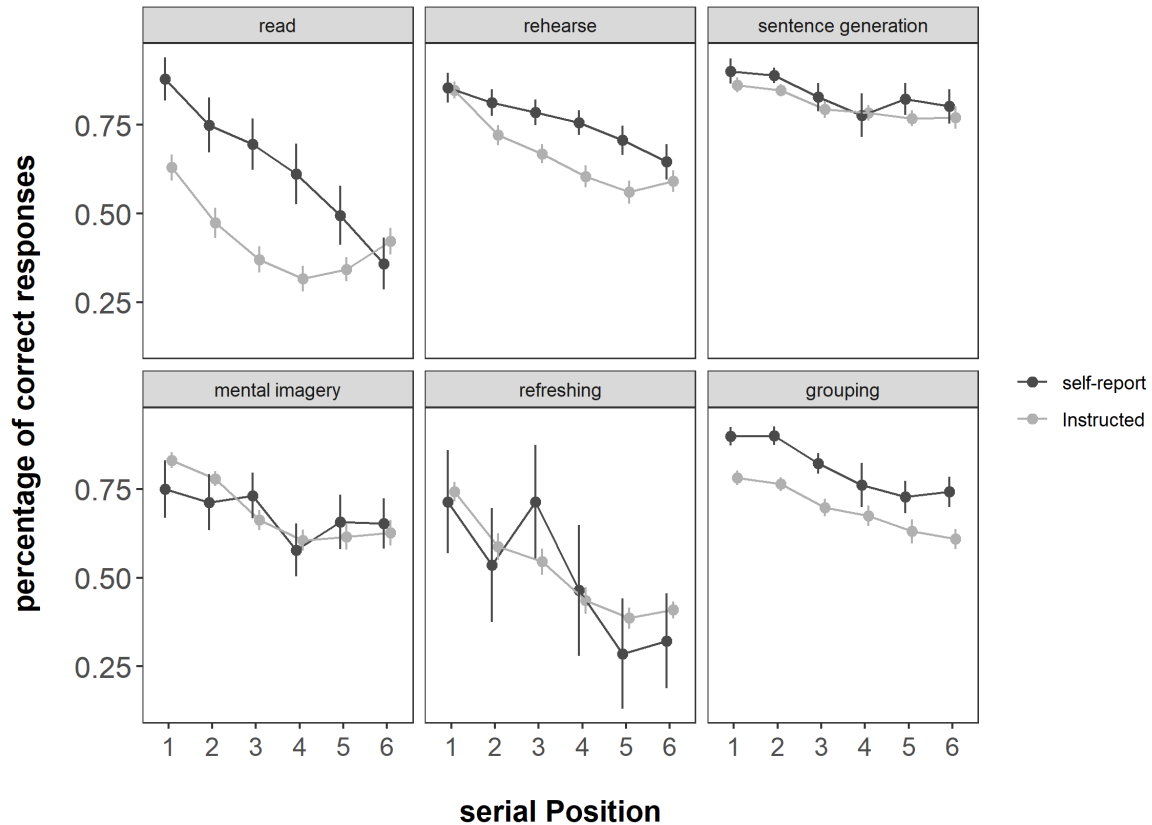 read
rehearse
sentence generation
0.75
0.50
0.25
mental imagery
refreshing
grouping
0.75
0.50
0.25
1 2 3 4 5 6
1 2 3 4 5 6
1 2 3 4 5 6
serial Position
percentage of correct responses
self-report
Instructed